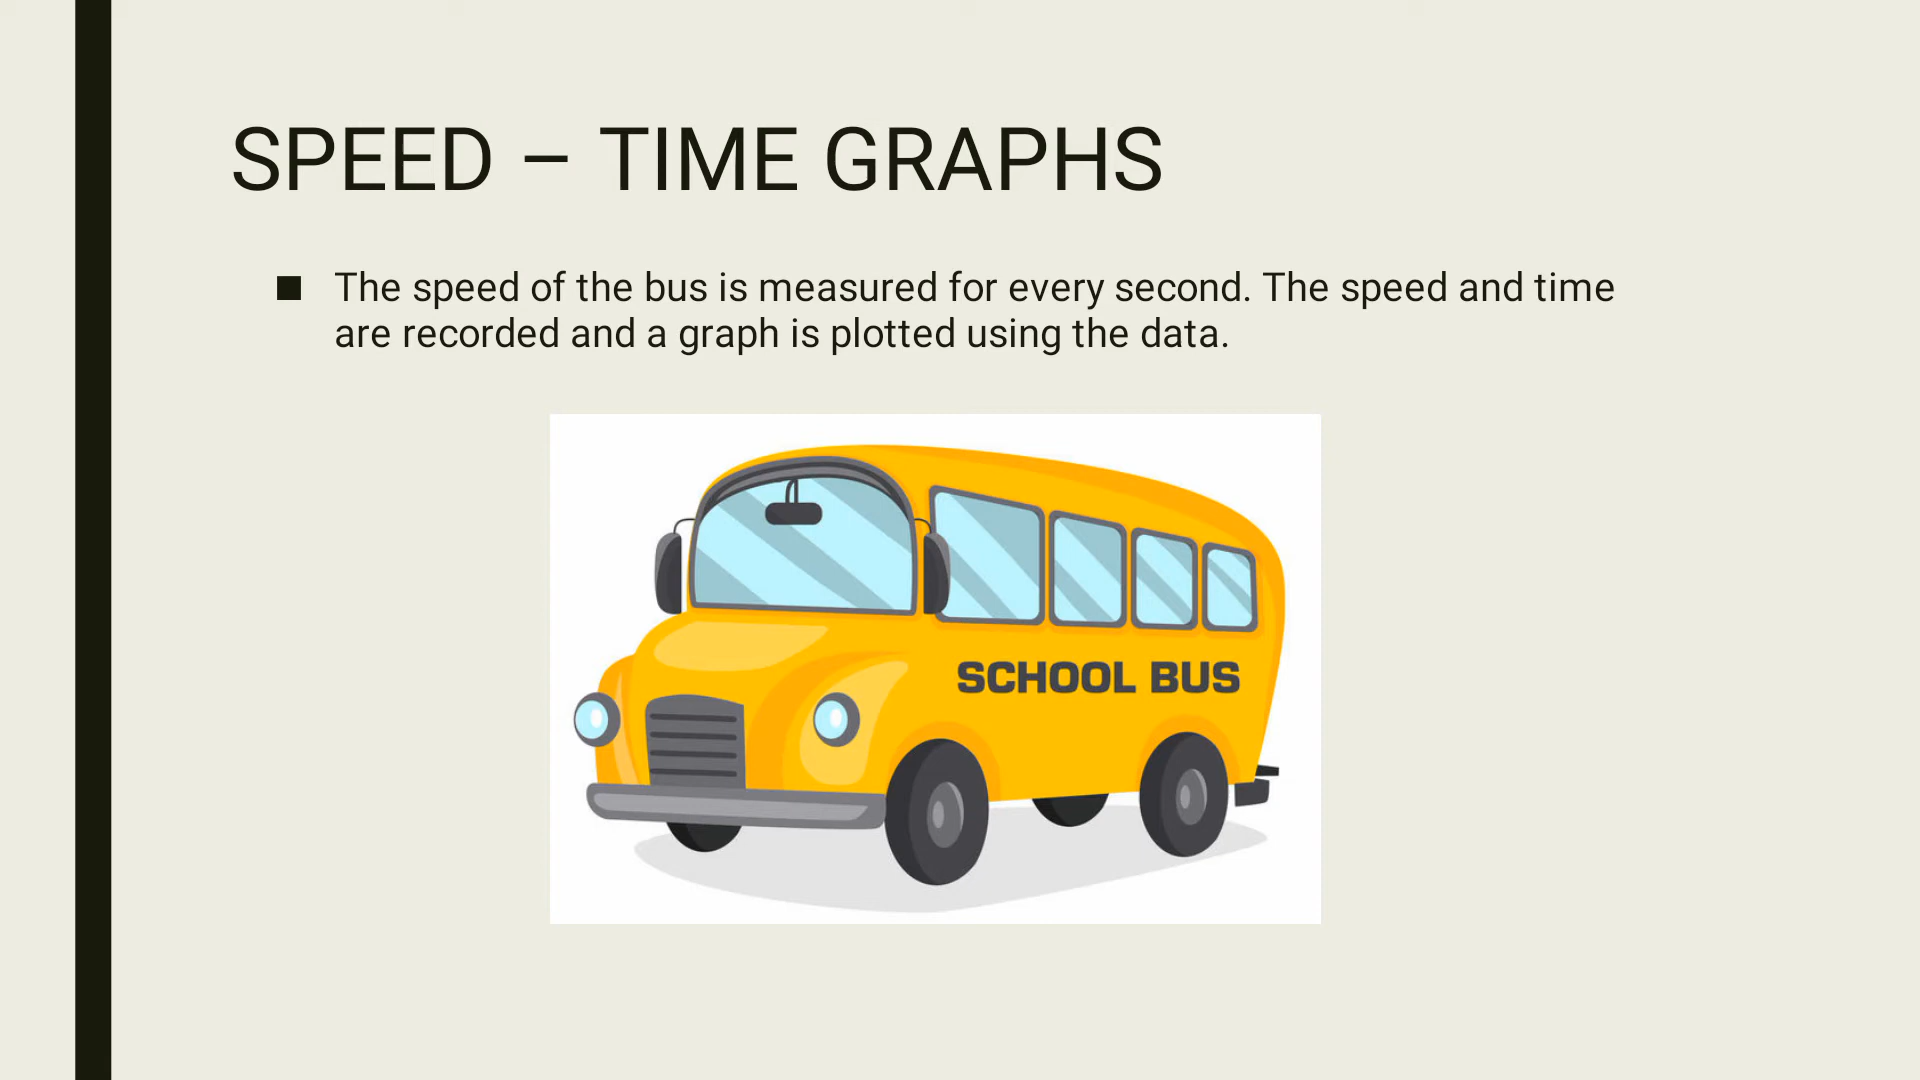 SPEED – TIME GRAPHS
■ The speed of the bus is measured for every second. The speed and time
are recorded and a graph is plotted using the data.
SCHOOL BUS